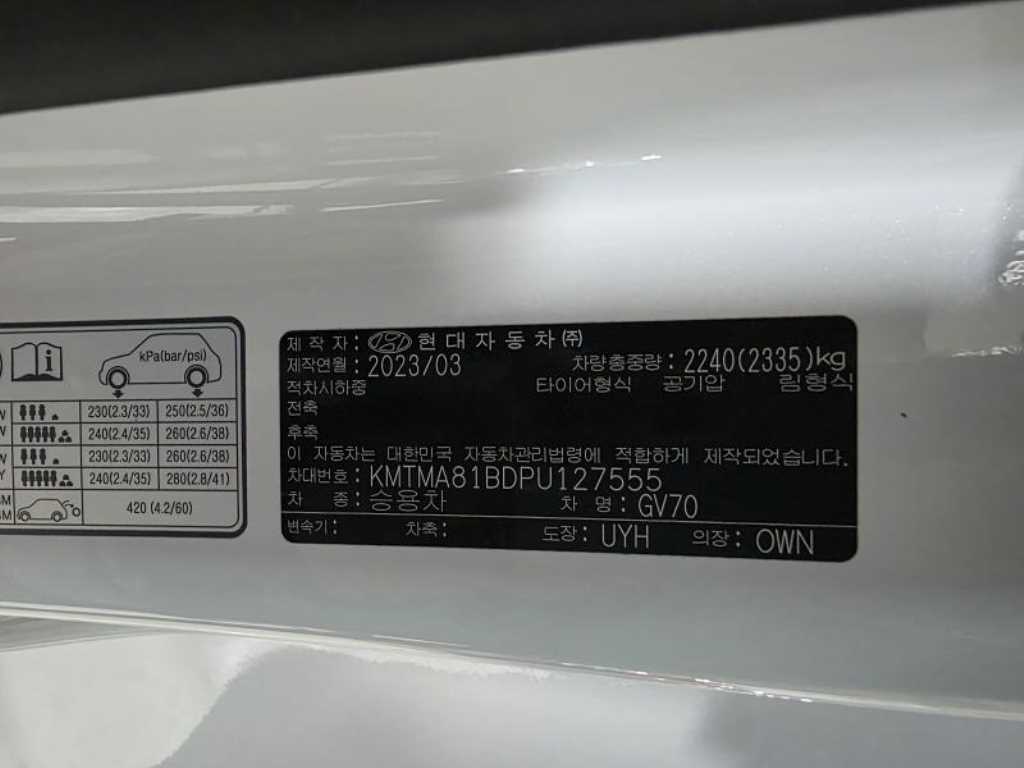 kPa(bar/psi)
230(2.3/33) 250(2.5/36)
240(2.4/35) 260(2.6/38)
230(2.3/33) 260(2.6/38)
240(2.4/35) 280(2.8/41)
420 (4.2/60)
제 작 자 : 현대자동차㈜
제작연월 : 2023/03 차량총중량 : 2240(2335)kg
적차시하중 타이어형식 공기압 림형식
전축
후축
이 자동차는 대한민국 자동차관리법령에 적합하게 제작되었습니다.
차대번호 : KMTMA81BDPU127555
차 종 : 승용차 차 명 : GV70
변속기 : 차축 : 도장 : UYH 의장 : OWN